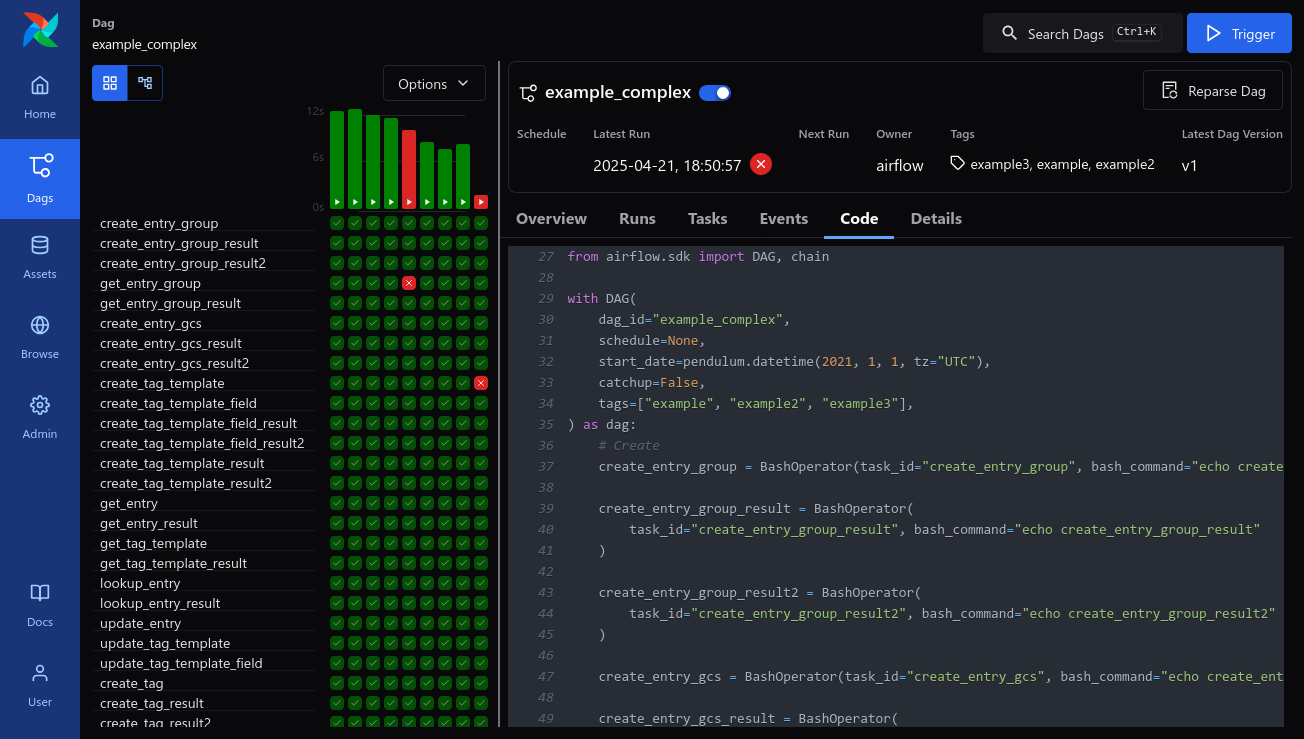 Dag
example_complex
Search Dags Ctrl+K
Trigger
Home
Dags
Assets
Browse
Admin
Docs
User
Options
12s
6s
0s
create_entry_group
create_entry_group_result
create_entry_group_result2
get_entry_group
get_entry_group_result
create_entry_gcs
create_entry_gcs_result
create_entry_gcs_result2
create_tag_template
create_tag_template_field
create_tag_template_field_result
create_tag_template_field_result2
create_tag_template_result
create_tag_template_result2
get_entry
get_entry_result
get_tag_template
get_tag_template_result
lookup_entry
lookup_entry_result
update_entry
update_tag_template
update_tag_template_field
create_tag
create_tag_result
create_tag_result2
example_complex
Reparse Dag
Schedule Latest Run Next Run Owner Tags Latest Dag Version
2025-04-21, 18:50:57 airflow example3, example, example2 v1
Overview Runs Tasks Events Code Details
27 from airflow.sdk import DAG, chain
28
29 with DAG(
30     dag_id="example_complex",
31     schedule=None,
32     start_date=pendulum.datetime(2021, 1, 1, tz="UTC"),
33     catchup=False,
34     tags=["example", "example2", "example3"],
35 ) as dag:
36     # Create
37     create_entry_group = BashOperator(task_id="create_entry_group", bash_command="echo create
38
39     create_entry_group_result = BashOperator(
40         task_id="create_entry_group_result", bash_command="echo create_entry_group_result"
41     )
42
43     create_entry_group_result2 = BashOperator(
44         task_id="create_entry_group_result2", bash_command="echo create_entry_group_result2"
45     )
46
47     create_entry_gcs = BashOperator(task_id="create_entry_gcs", bash_command="echo create_ent
48
49     create_entry_gcs_result = BashOperator(